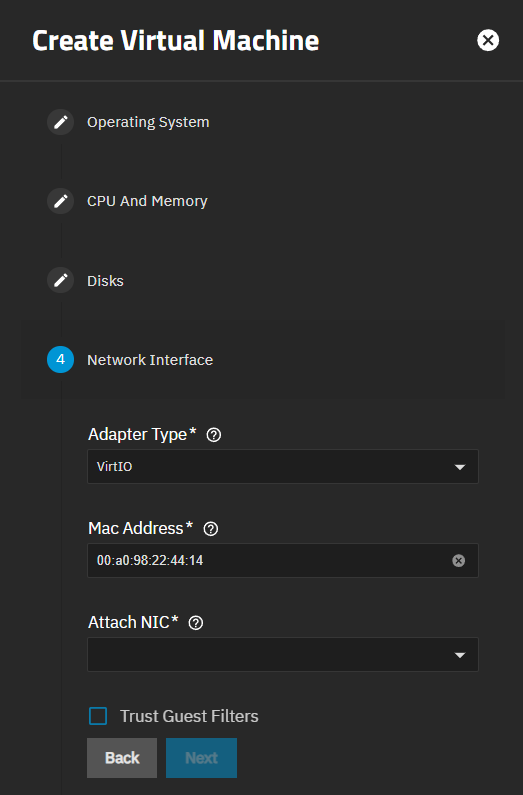 Create Virtual Machine
Operating System
CPU And Memory
Disks
4 Network Interface
Adapter Type*
VirtIO
Mac Address*
00:a0:98:22:44:14
Attach NIC*
Trust Guest Filters
Back Next